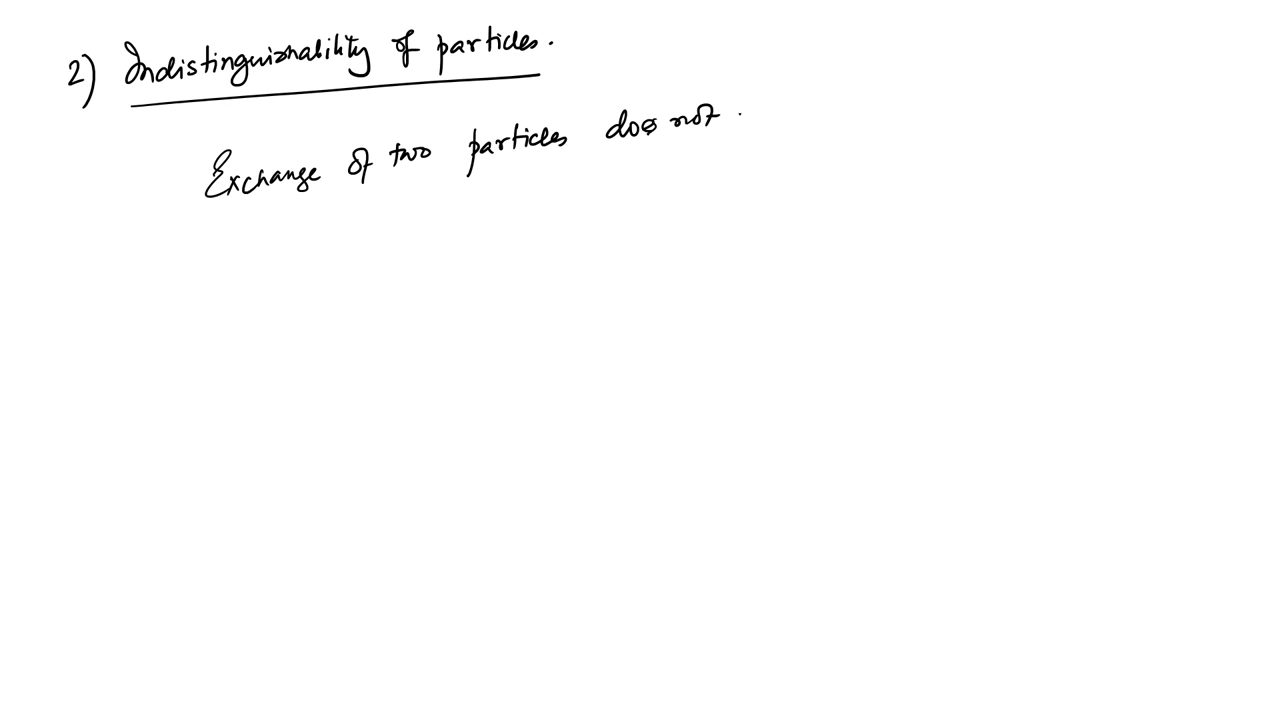 2) Indistinguishability of particles.
Exchange of two particles does not